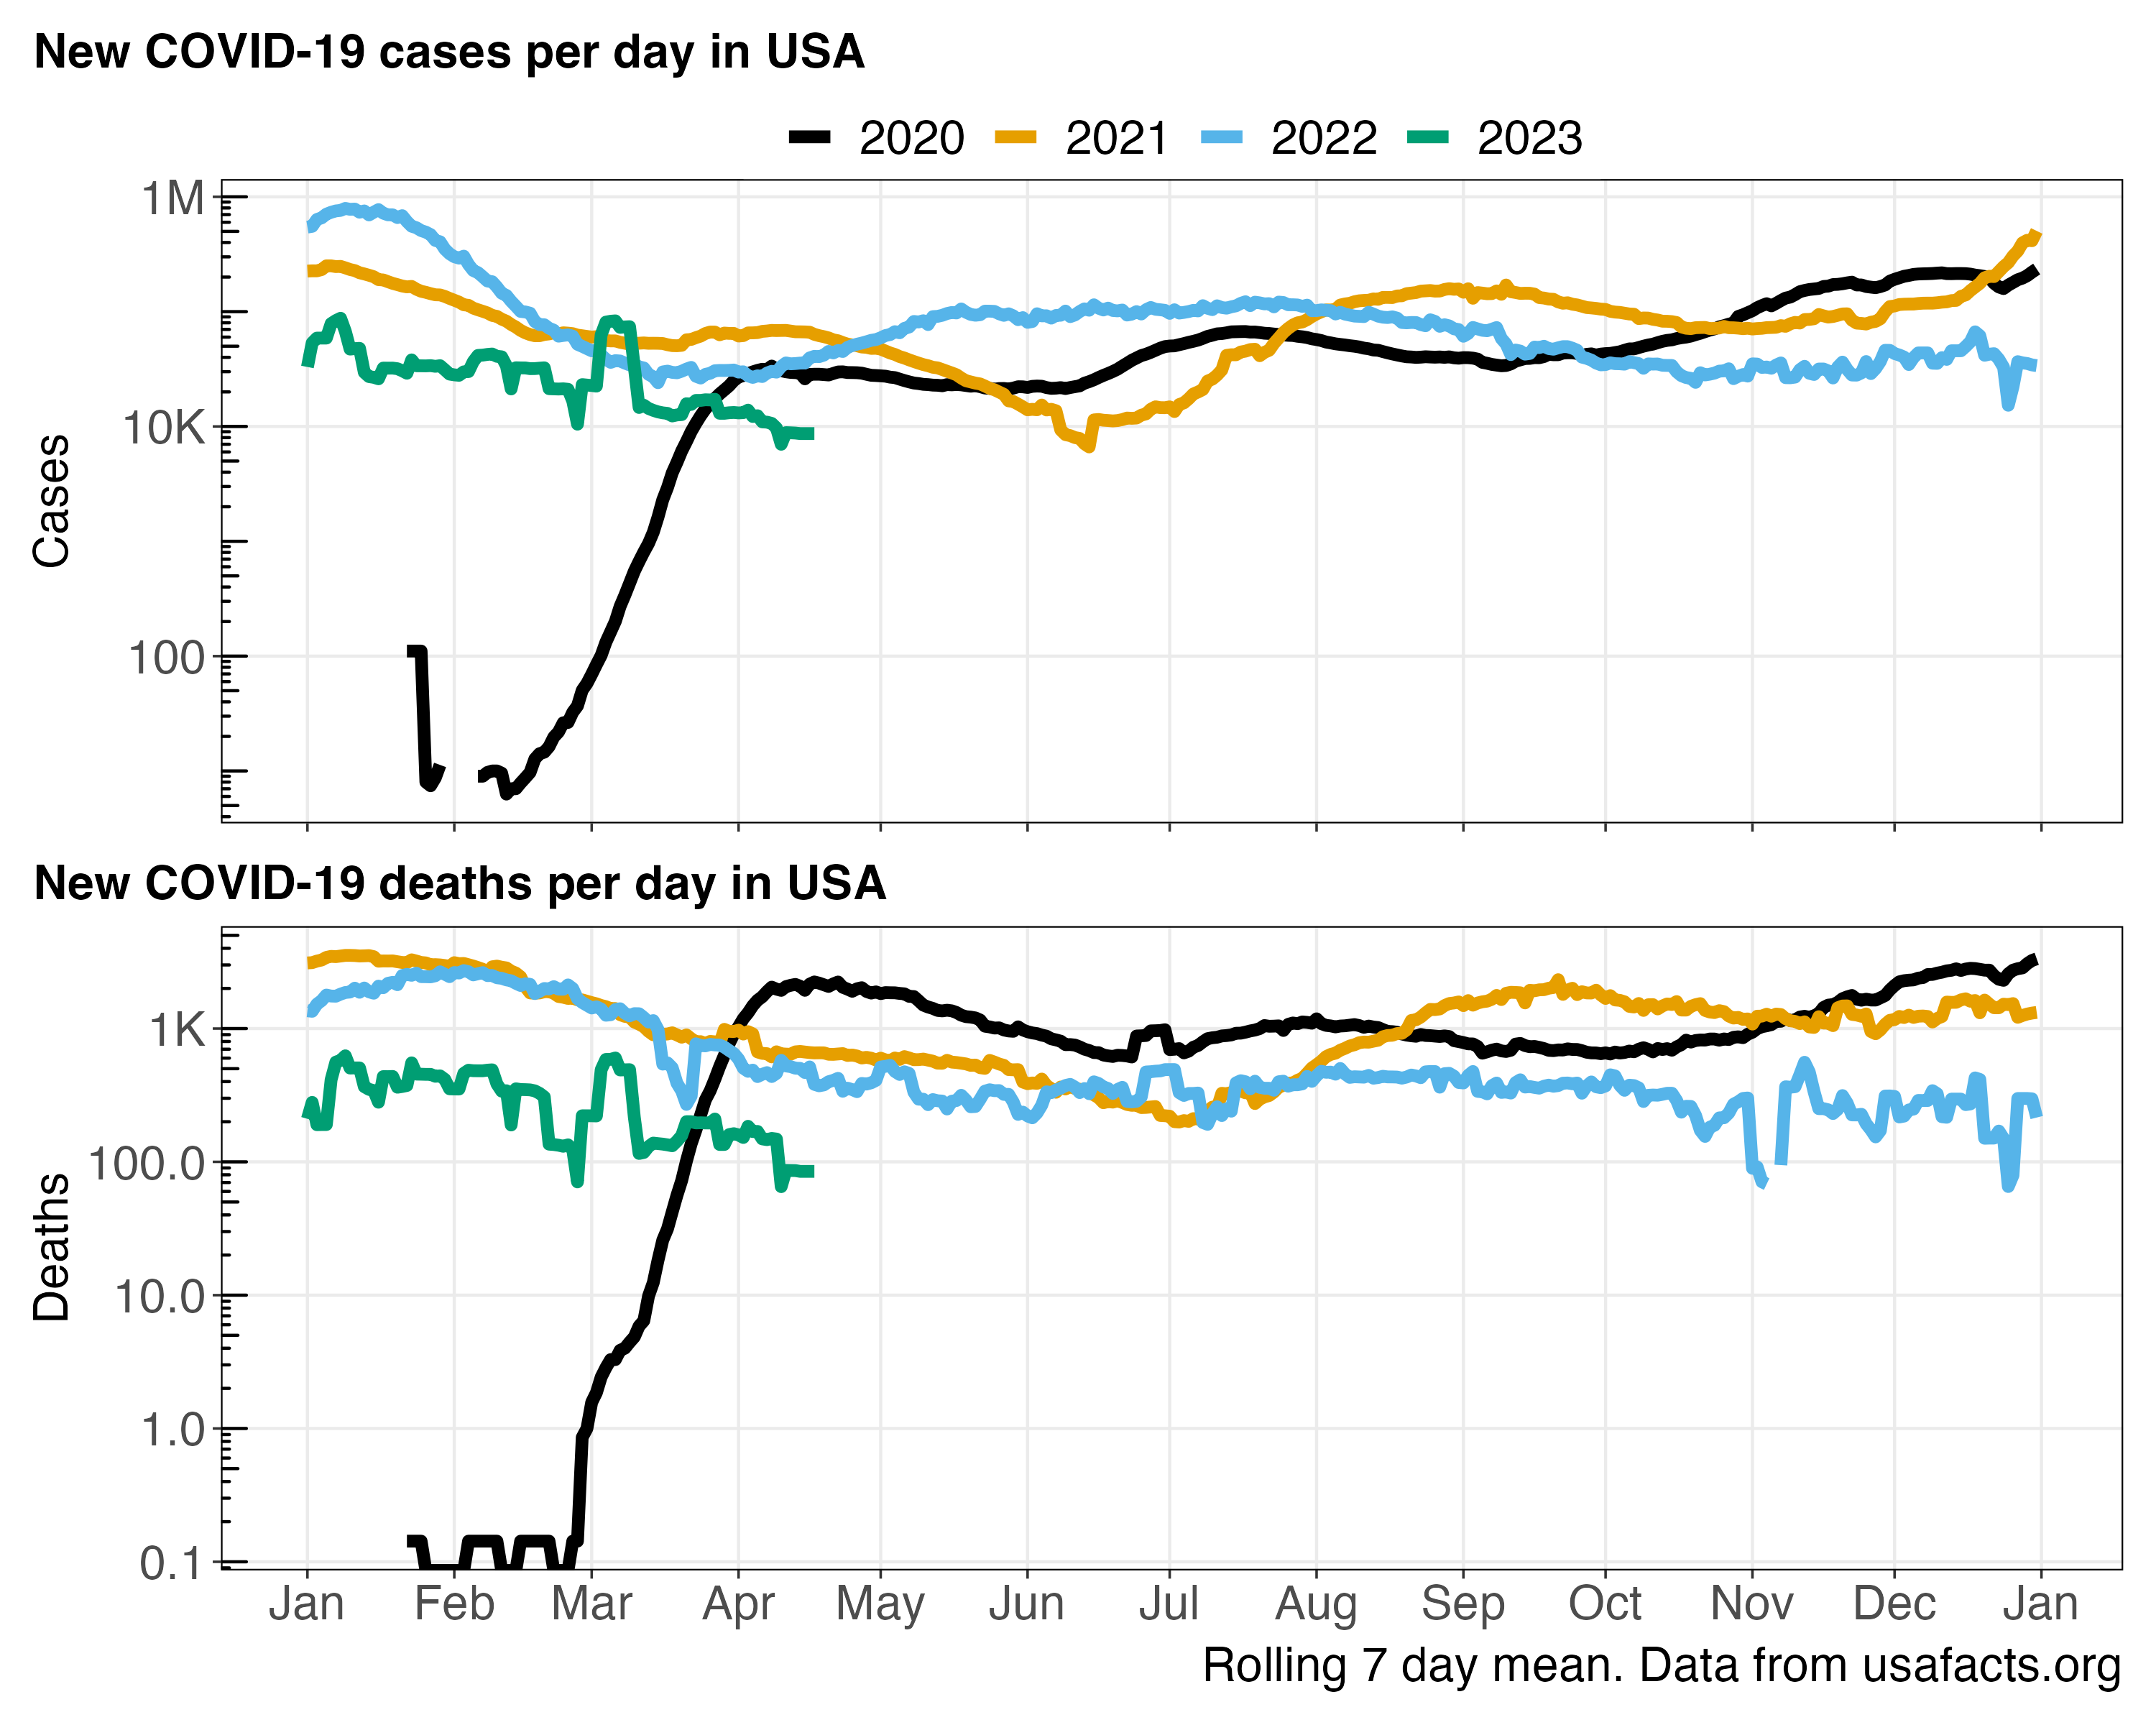 New COVID-19 cases per day in USA
2020 2021 2022 2023
1M
10K
100
Cases
New COVID-19 deaths per day in USA
1K
100.0
10.0
1.0
0.1
Deaths
Jan Feb Mar Apr May Jun Jul Aug Sep Oct Nov Dec Jan
Rolling 7 day mean. Data from usafacts.org